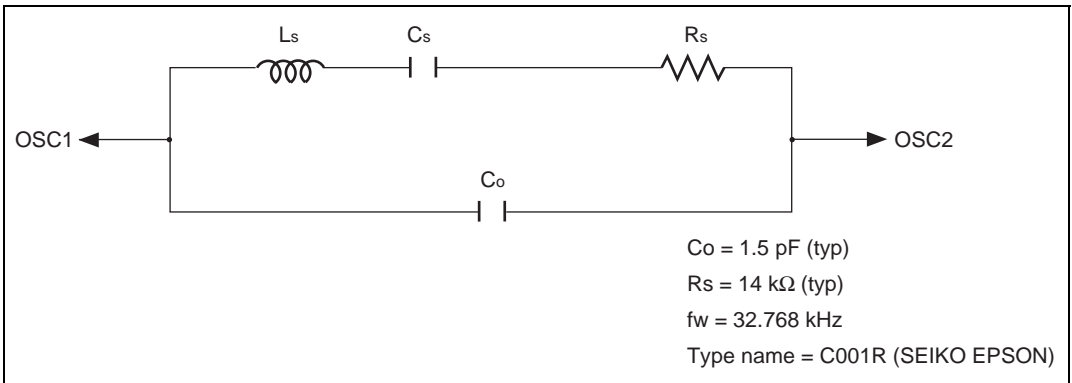 Ls Cs Rs
OSC1 OSC2
Co
Co = 1.5 pF (typ)
Rs = 14 kΩ (typ)
fw = 32.768 kHz
Type name = C001R (SEIKO EPSON)